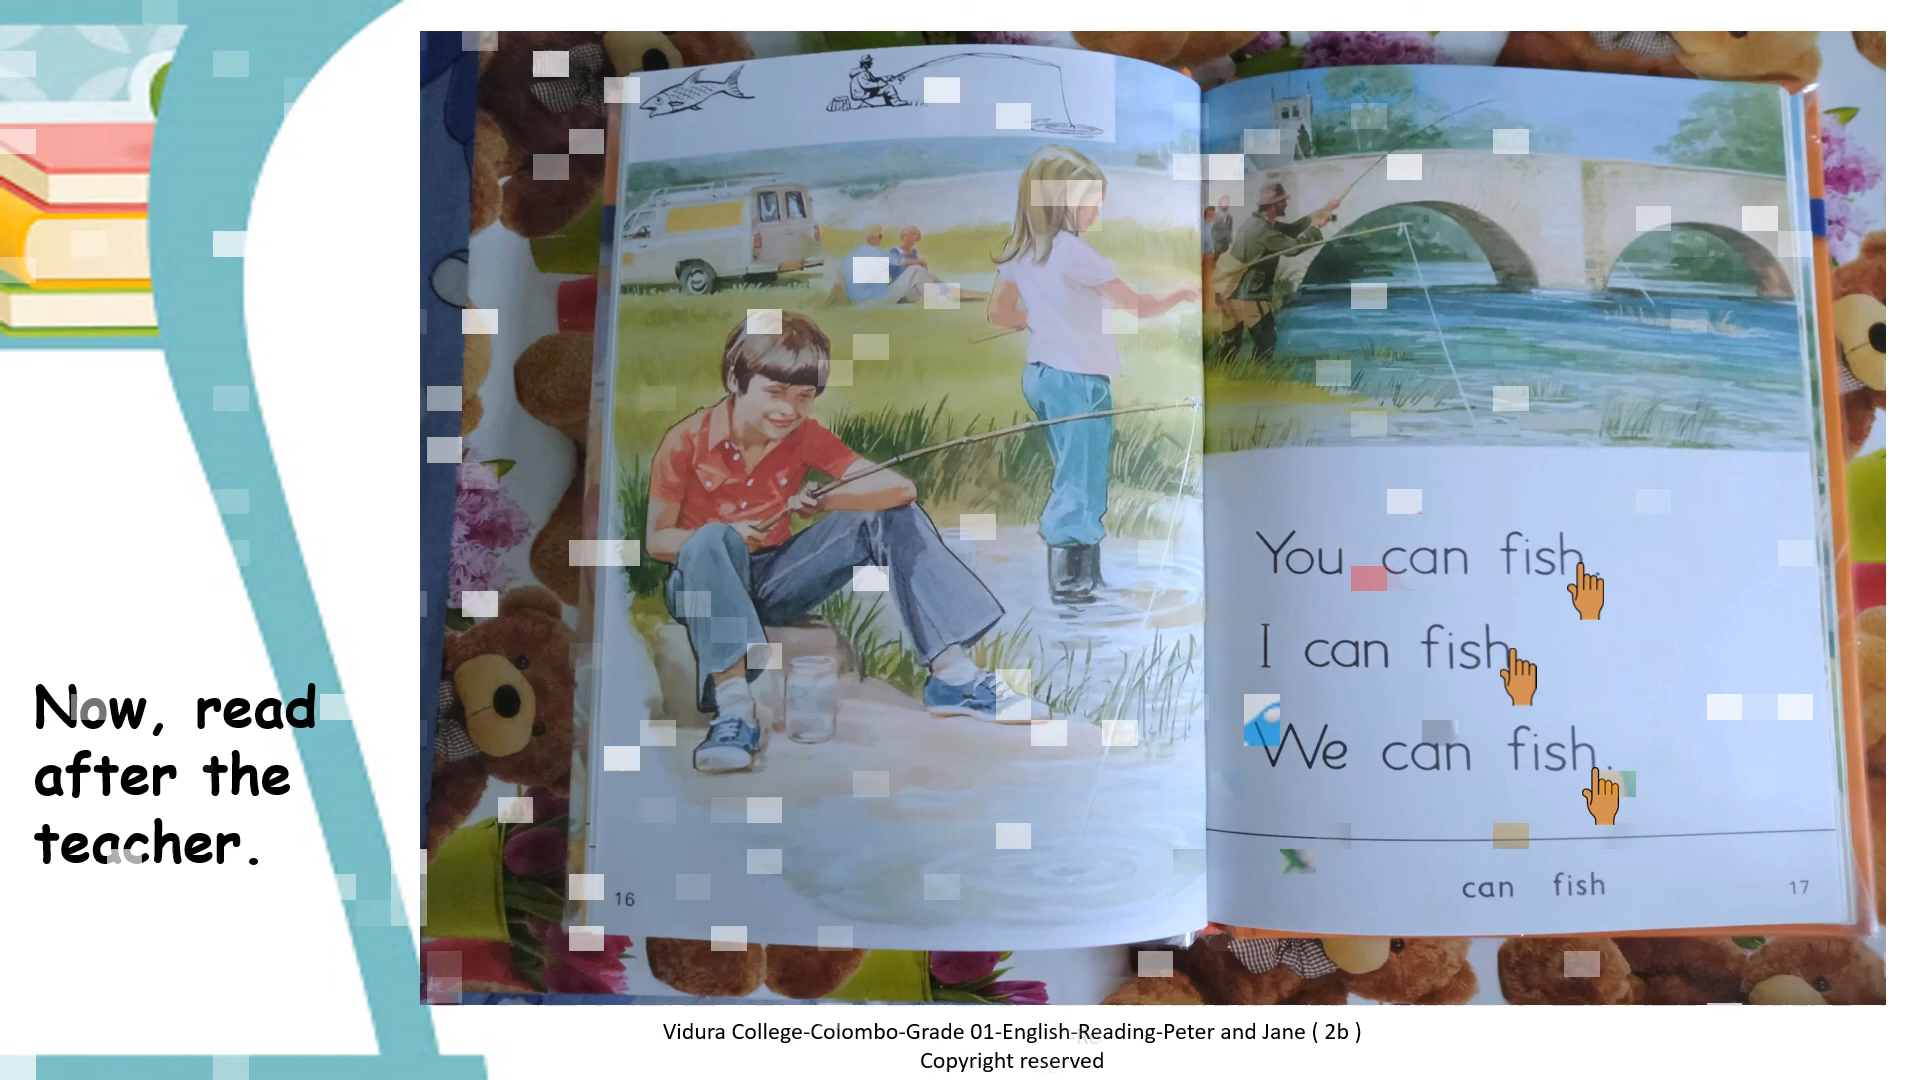 Now, read
after the
teacher.
You can fish.
I can fish
We can fish.
can fish
16
17
Vidura College-Colombo-Grade 01-English-Reading-Peter and Jane ( 2b )
Copyright reserved